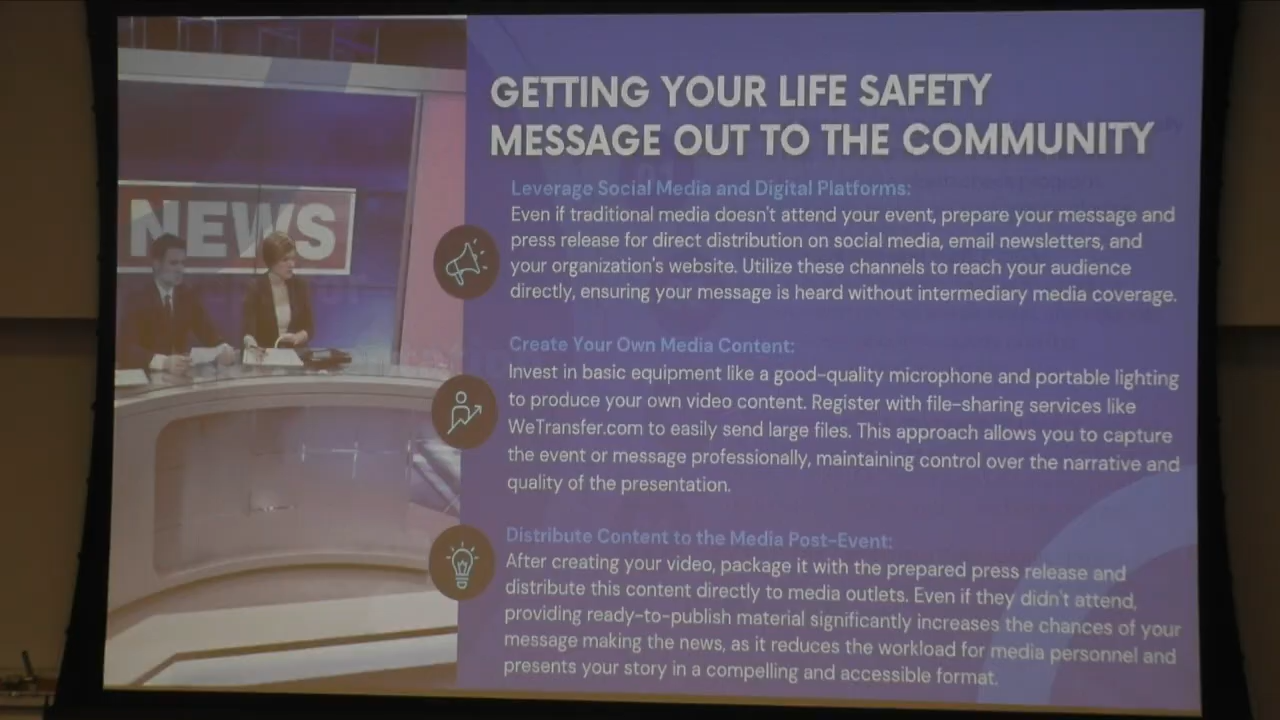 NEWS
GETTING YOUR LIFE SAFETY
MESSAGE OUT TO THE COMMUNITY
Leverage Social Media and Digital Platforms:
Even if traditional media doesn't attend your event, prepare your message and
press release for direct distribution on social media, email newsletters, and
your organization's website. Utilize these channels to reach your audience
directly, ensuring your message is heard without intermediary media coverage.
Create Your Own Media Content:
Invest in basic equipment like a good-quality microphone and portable lighting
to produce your own video content. Register with file-sharing services like
WeTransfer.com to easily send large files. This approach allows you to capture
the event or message professionally, maintaining control over the narrative and
quality of the presentation.
Distribute Content to the Media Post-Event:
After creating your video, package it with the prepared press release and
distribute this content directly to media outlets. Even if they didn't attend,
providing ready-to-publish material significantly increases the chances of your
message making the news, as it reduces the workload for media personnel and
presents your story in a compelling and accessible format.